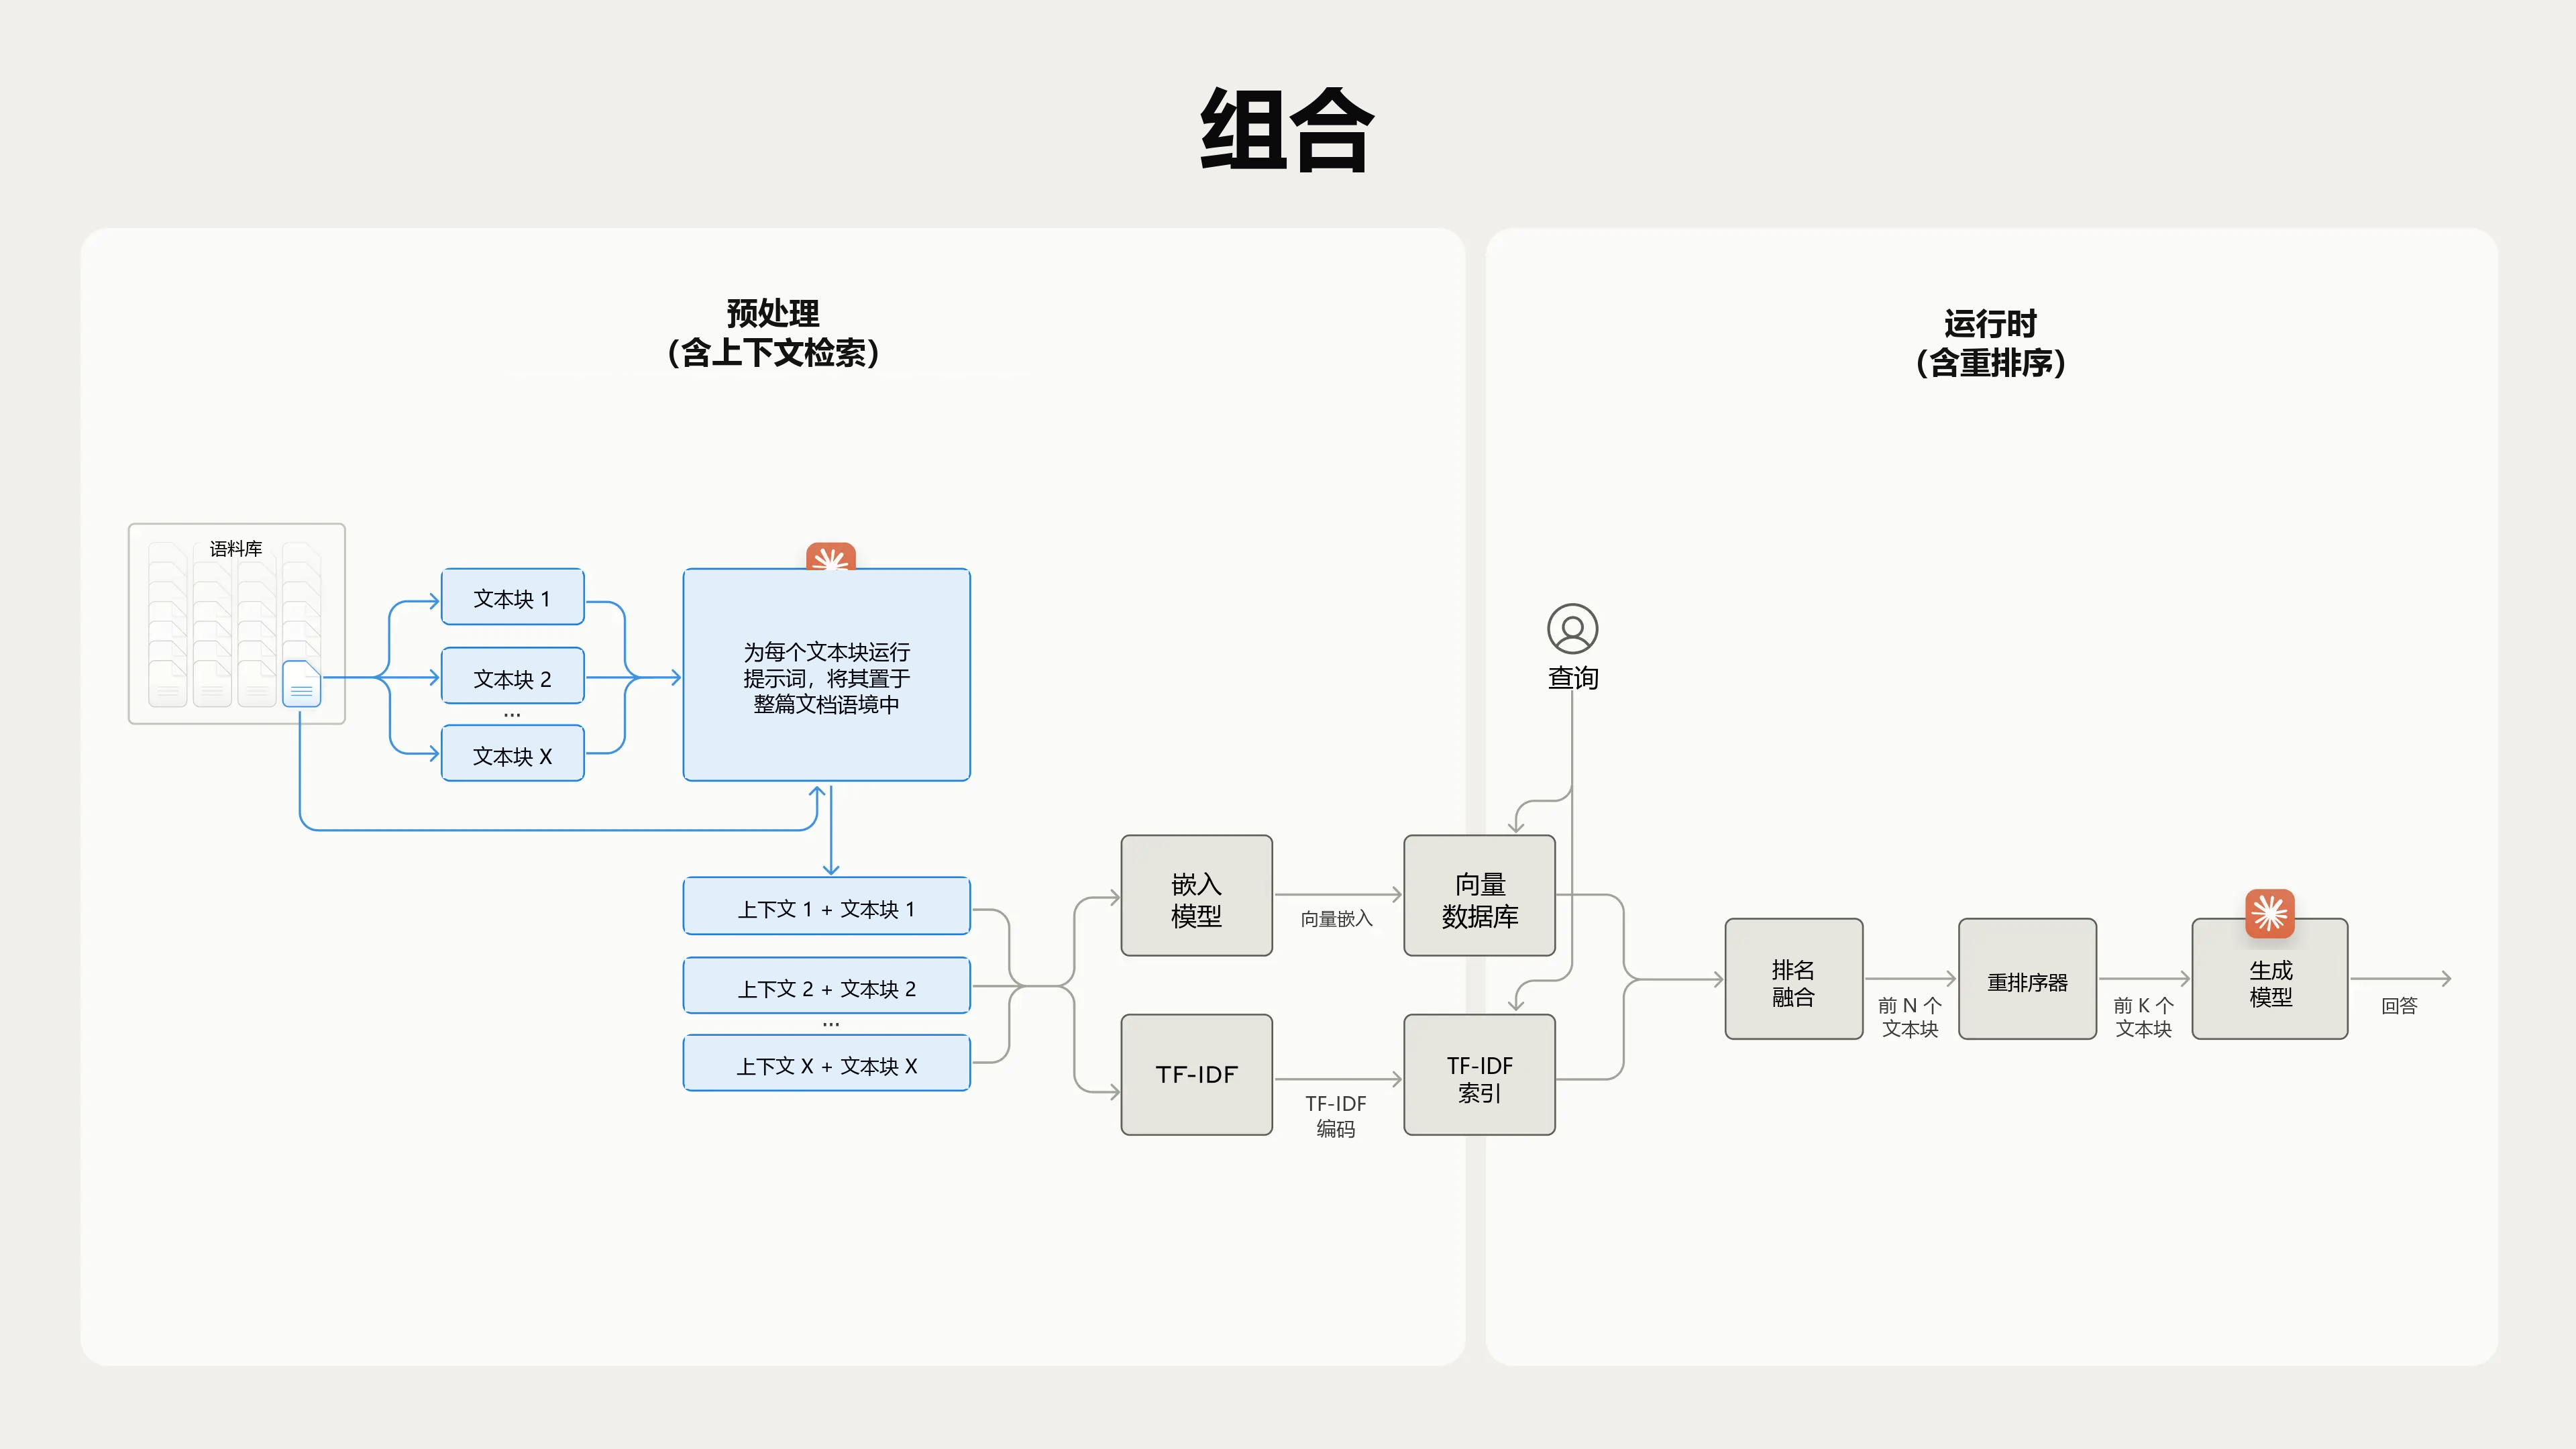 组合
预处理
（含上下文检索）
语料库
文本块 1
文本块 2
...
文本块 X
为每个文本块运行
提示词，将其置于
整篇文档语境中
上下文 1 + 文本块 1
上下文 2 + 文本块 2
...
上下文 X + 文本块 X
嵌入
模型
向量嵌入
TF-IDF
TF-IDF
编码
向量
数据库
TF-IDF
索引
运行时
（含重排序）
查询
排名
融合
前 N 个
文本块
重排序器
前 K 个
文本块
生成
模型
回答